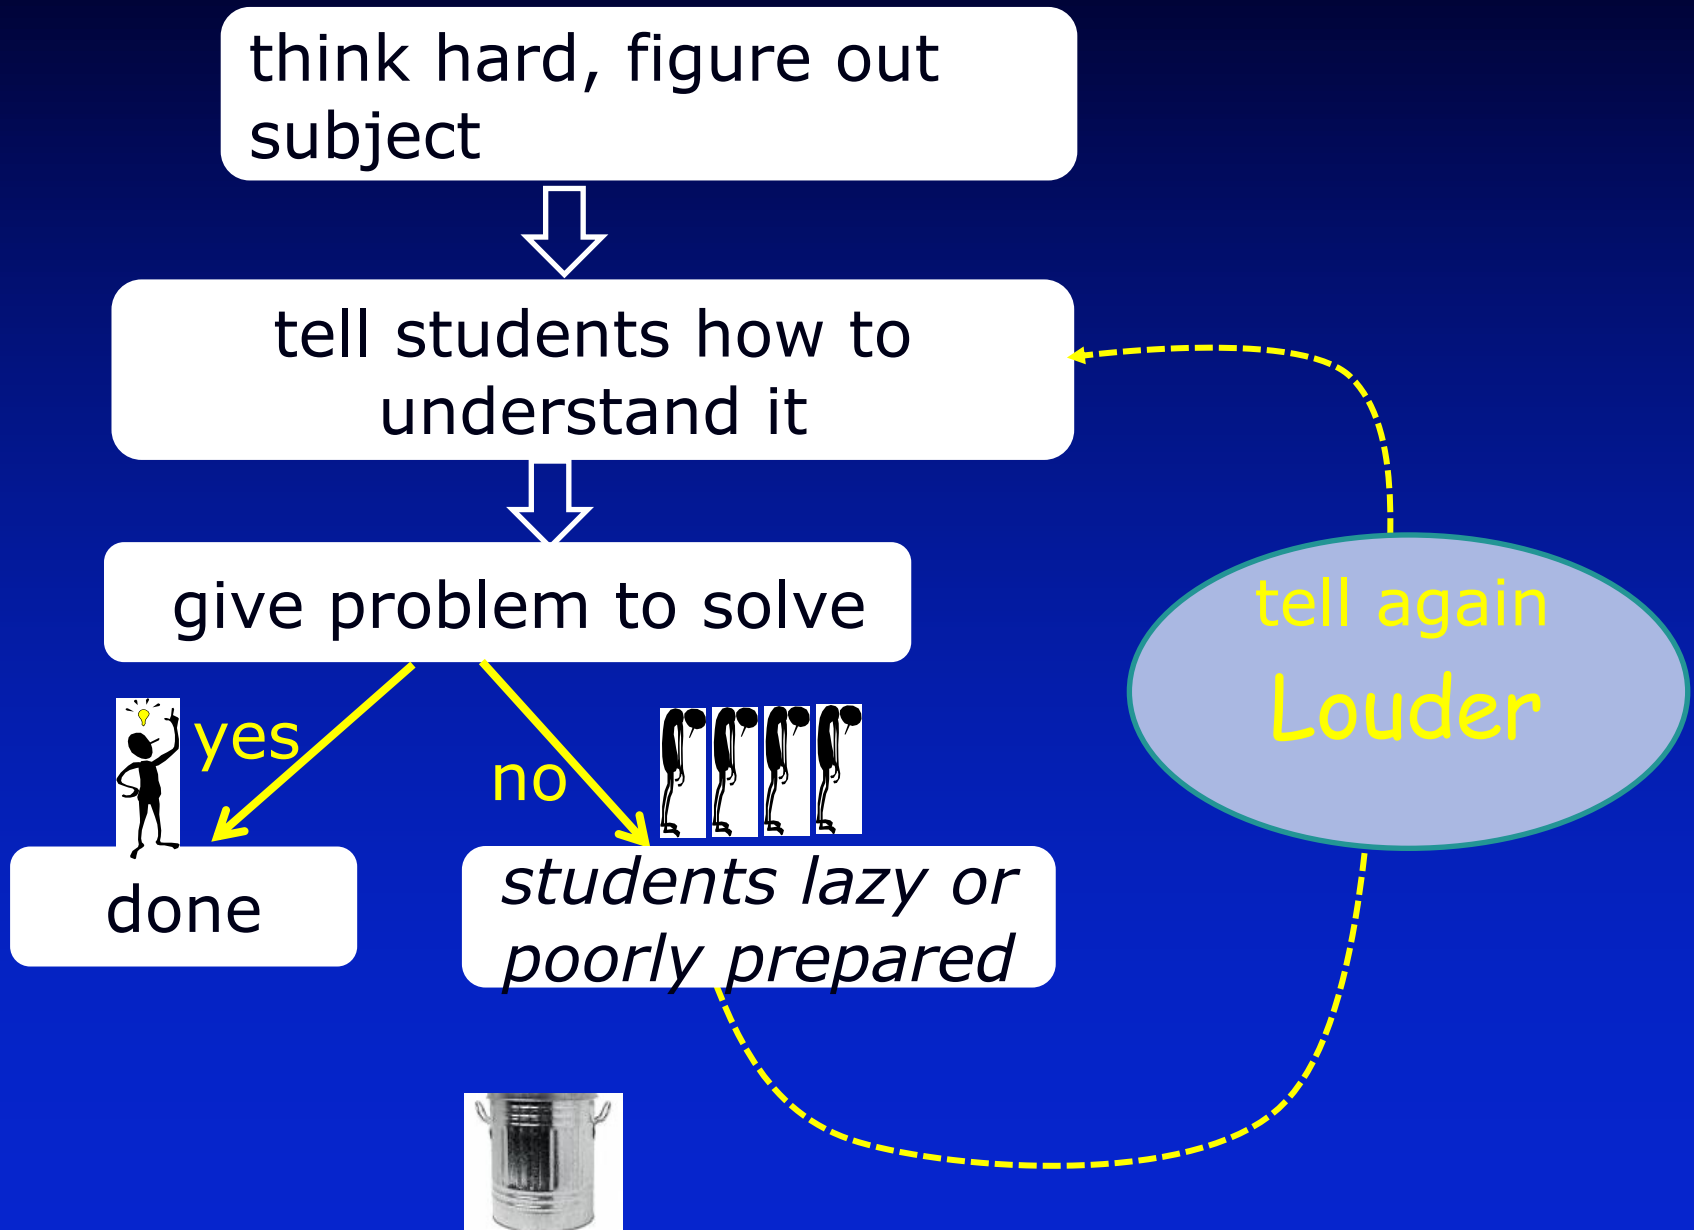 think hard, figure out
subject
tell students how to
understand it
give problem to solve
yes
no
done
students lazy or
poorly prepared
tell again
Louder